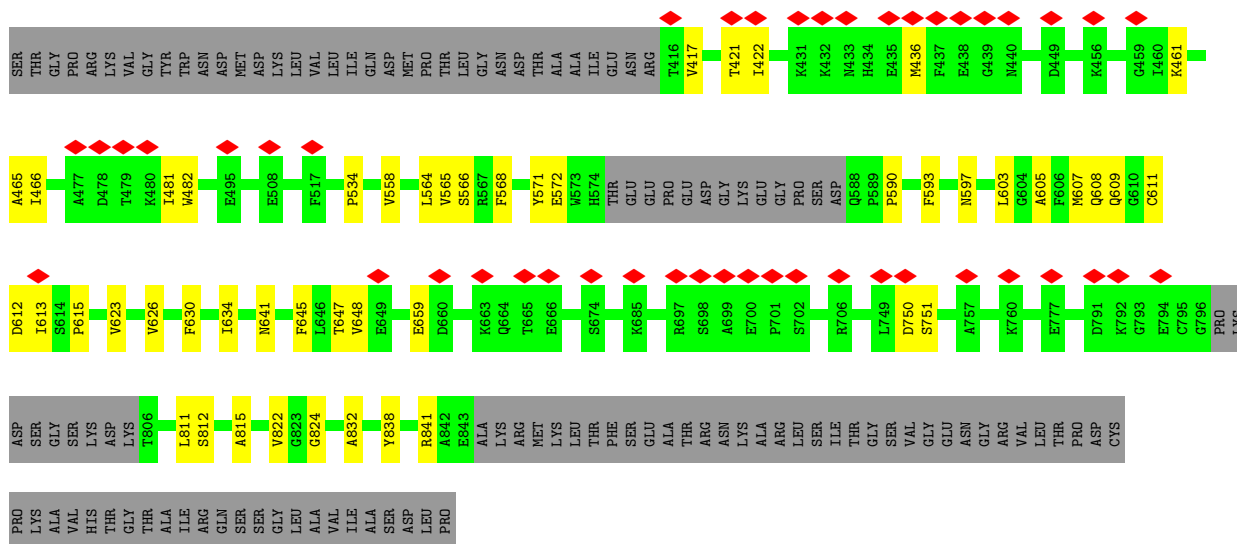 SER THR GLY PRO ARG LYS VAL GLY TYR TRP ASN ASP MET ASP LYS LEU VAL LEU ILE GLN ASP MET PRO THR LEU GLY ASN ASP THR ALA ALA ILE GLU ASN ARG T416 V417 T421 I422 K431 K432 N433 H434 E435 M436 F437 E438 G439 N440 D449 K456 G459 I460 K461
A465 I466 A477 D478 T479 K480 I481 W482 E495 E508 F517 P534 V558 L564 V565 S566 R567 F568 Y571 E572 W573 H574 THR GLU GLU PRO GLU ASP GLY LYS GLU GLY PRO SER ASP Q588 P589 P590 F593 N597 L603 G604 A605 F606 M607 Q608 Q609 G610 C611
D612 I613 S614 P615 V623 V626 F630 I634 N641 F645 L646 T647 V648 E649 E659 D660 K663 Q664 T665 E666 S674 K685 R697 S698 A699 E700 P701 S702 R706 L749 D750 S751 A757 K760 E777 D791 K792 G793 E794 C795 G796 PRO LYS
ASP SER GLY SER LYS ASP LYS T806 L811 S812 A815 V822 G823 G824 A832 Y838 R841 A842 E843 ALA LYS ARG MET LYS LEU THR PHE SER GLU ALA THR ARG ASN LYS ALA ARG LEU SER ILE THR GLY SER VAL GLY GLU ASN GLY ARG VAL LEU THR PRO ASP CYS
PRO LYS ALA VAL HIS THR GLY THR ALA ILE ARG GLN SER SER GLY LEU ALA VAL ILE ALA SER ASP LEU PRO